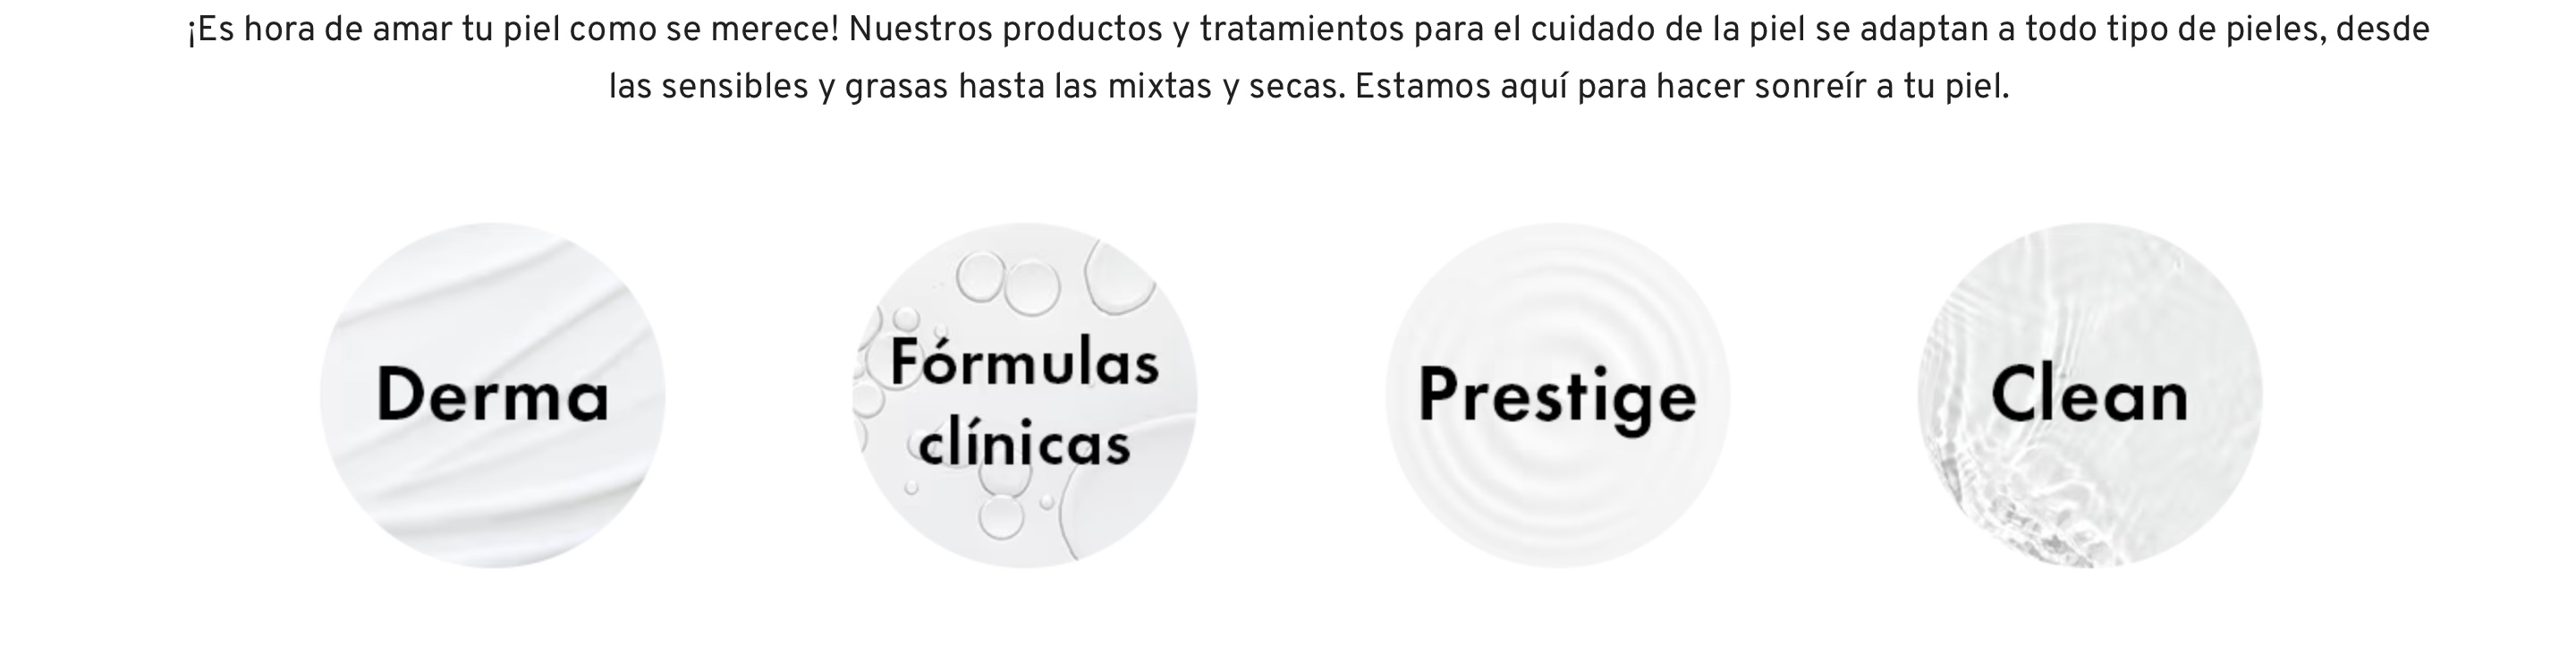 ¡Es hora de amar tu piel como se merece! Nuestros productos y tratamientos para el cuidado de la piel se adaptan a todo tipo de pieles, desde
las sensibles y grasas hasta las mixtas y secas. Estamos aquí para hacer sonreír a tu piel.
Derma
Fórmulas
clínicas
Prestige
Clean